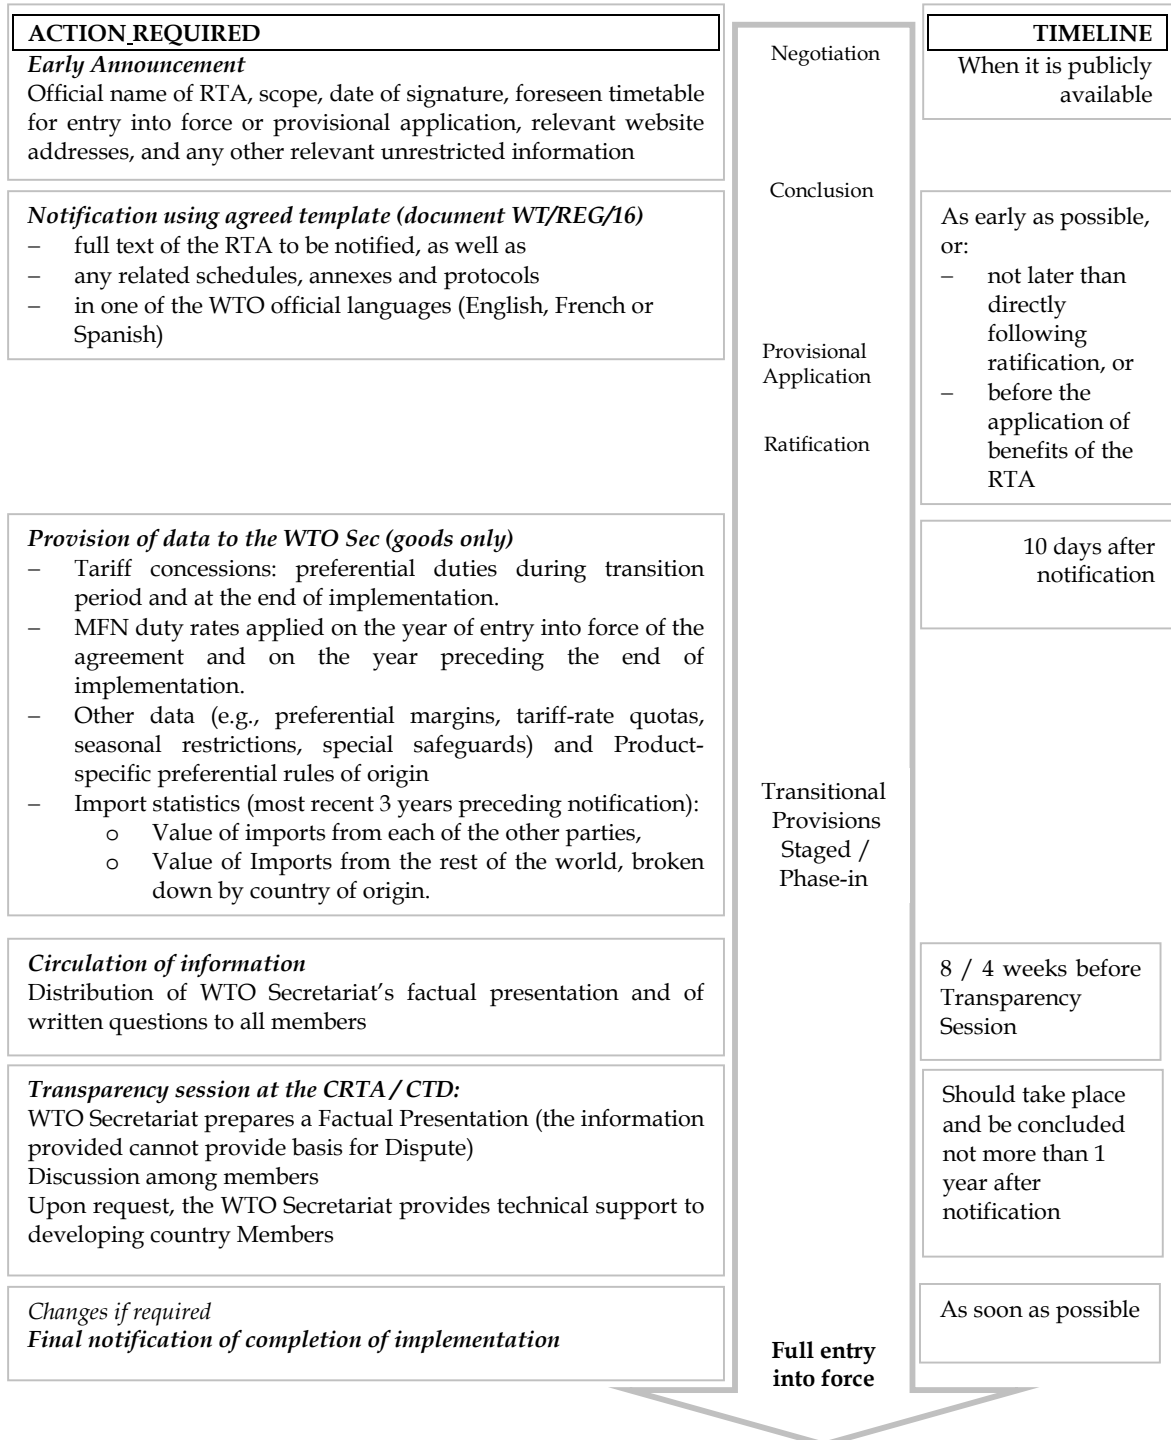 ACTION REQUIRED
Early Announcement
Official name of RTA, scope, date of signature, foreseen timetable
for entry into force or provisional application, relevant website
addresses, and any other relevant unrestricted information
Negotiation
TIMELINE
When it is publicly
available
Conclusion
Notification using agreed template (document WT/REG/16)
– full text of the RTA to be notified, as well as
– any related schedules, annexes and protocols
– in one of the WTO official languages (English, French or
Spanish)
Provisional
Application
Ratification
As early as possible,
or:
– not later than
directly
following
ratification, or
– before the
application of
benefits of the
RTA
Provision of data to the WTO Sec (goods only)
– Tariff concessions: preferential duties during transition
period and at the end of implementation.
– MFN duty rates applied on the year of entry into force of the
agreement and on the year preceding the end of
implementation.
– Other data (e.g., preferential margins, tariff-rate quotas,
seasonal restrictions, special safeguards) and Product-
specific preferential rules of origin
– Import statistics (most recent 3 years preceding notification):
o Value of imports from each of the other parties,
o Value of Imports from the rest of the world, broken
down by country of origin.
10 days after
notification
Transitional
Provisions
Staged /
Phase-in
Circulation of information
Distribution of WTO Secretariat's factual presentation and of
written questions to all members
8 / 4 weeks before
Transparency
Session
Transparency session at the CRTA / CTD:
WTO Secretariat prepares a Factual Presentation (the information
provided cannot provide basis for Dispute)
Discussion among members
Upon request, the WTO Secretariat provides technical support to
developing country Members
Should take place
and be concluded
not more than 1
year after
notification
Changes if required
Final notification of completion of implementation
Full entry
into force
As soon as possible